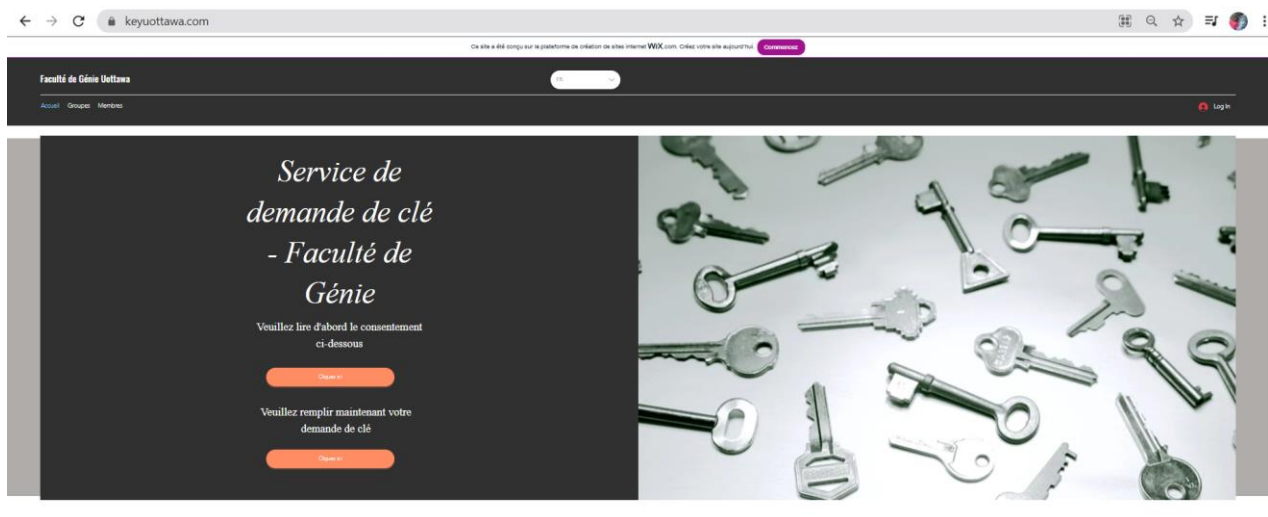 keyuottawa.com
Ce site a été conçu sur la plateforme de création de sites internet WiX.com. Créez votre site aujourd'hui. Commencez
Faculté de Génie Uottawa
FR
Accueil Groupes Membres
Log In
Service de
demande de clé
- Faculté de
Génie
Veuillez lire d'abord le consentement
ci-dessous
Cliquez ici
Veuillez remplir maintenant votre
demande de clé
Cliquez ici